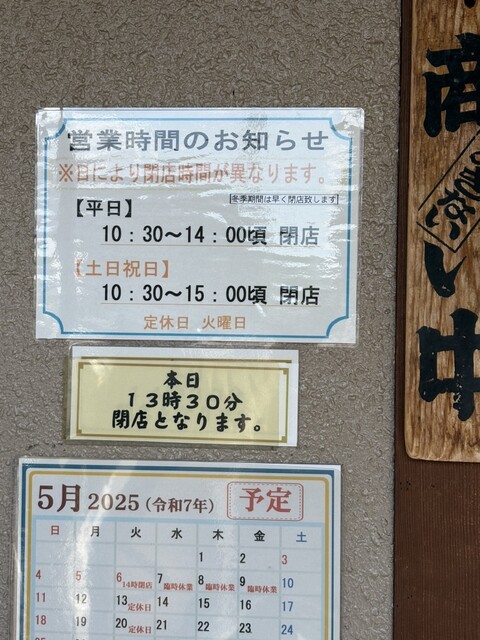 営業時間のお知らせ
※日により閉店時間が異なります。
冬季期間は早く閉店致します
【平日】
10：30～14：00頃 閉店
【土日祝日】
10：30～15：00頃 閉店
定休日 火曜日
本日
１３時３０分
閉店となります。
5月 2025 (令和7年) 予定
日 月 火 水 木 金 土
1 2 3
4 5 6 14時閉店 7 臨時休業 8 臨時休業 9 臨時休業 10
11 12 13 定休日 14 15 16 17
18 19 20 定休日 21 22 23 24
商
い
中